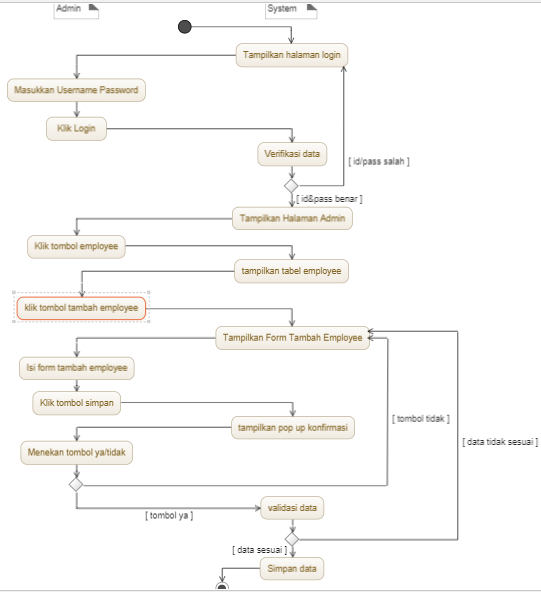 Admin
System
Tampilkan halaman login
Masukkan Username Password
Klik Login
Verifikasi data
[ id/pass salah ]
[ id&pass benar ]
Tampilkan Halaman Admin
Klik tombol employee
tampilkan tabel employee
klik tombol tambah employee
Tampilkan Form Tambah Employee
Isi form tambah employee
Klik tombol simpan
[ tombol tidak ]
tampilkan pop up konfirmasi
[ data tidak sesuai ]
Menekan tombol ya/tidak
validasi data
[ tombol ya ]
[ data sesuai ]
Simpan data